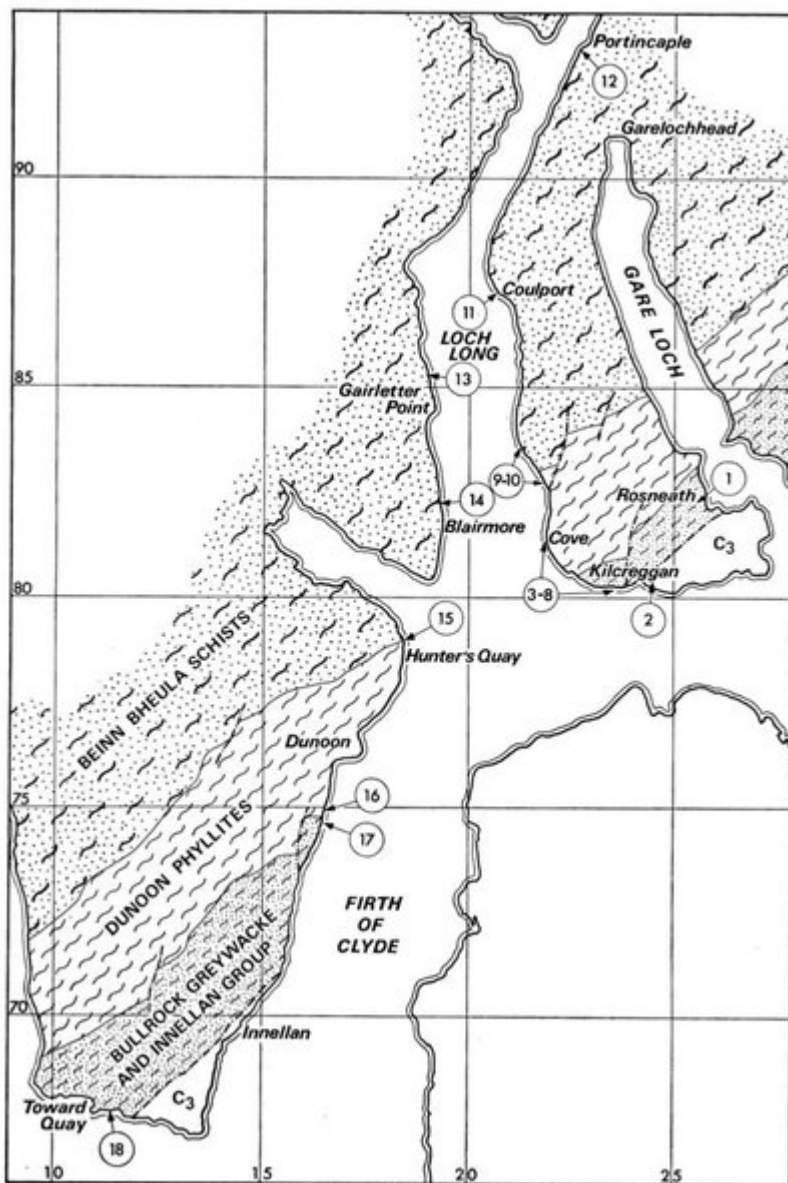 Portincaple
12
Garelochhead
90
GARE LOCH
Coulport
11
LOCH
LONG
85
13
Gairletter
Point
9-10
1
Rosneath
14
Blairmore
Cove
C3
Kilcreggan
80
3-8
2
15
Hunter's Quay
BEINN BHEULA SCHISTS
Dunoon
75
16
DUNOON PHYLLITES
17
FIRTH
OF
CLYDE
BULLROCK GREYWACKE
AND INNELLAN GROUP
70
Innellan
C3
Toward
Quay
18
10
15
20
25